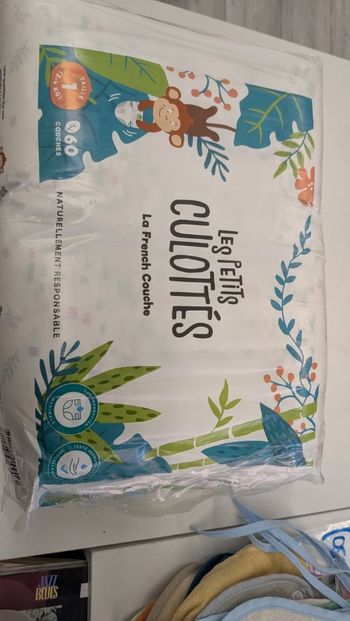 TAILLE
1
60
COUCHES
LES PETITS
CULOTTÉS
La French Couche
NATURELLEMENT RESPONSABLE
JAZZ
BLUES